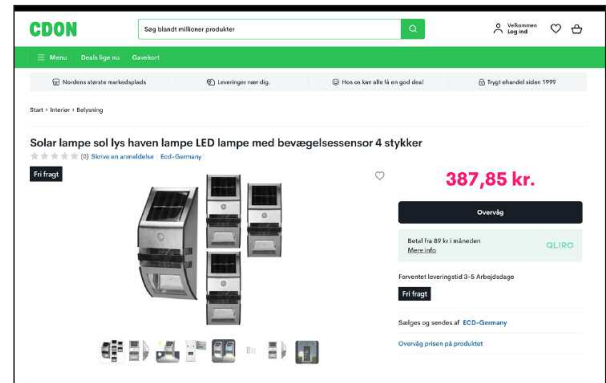 CDON
Søg blandt millioner produkter
Velkommen
Log ind
Menu Deals lige nu Gavekort
Nordens største markedsplads
Leveringer nær dig.
Hos os kan alle få en god deal
Trygt ehandel siden 1999
Start > Interiør > Belysning
Solar lampe sol lys haven lampe LED lampe med bevægelsessensor 4 stykker
(0) Skrive en anmeldelse Ecd-Germany
Fri fragt
387,85 kr.
Overvåg
Betal fra 89 kr i måneden
Mere info
QLIRO
Forventet leveringstid 3-5 Arbejdsdage
Fri fragt
Sælges og sendes af ECD-Germany
Overvåg prisen på produktet